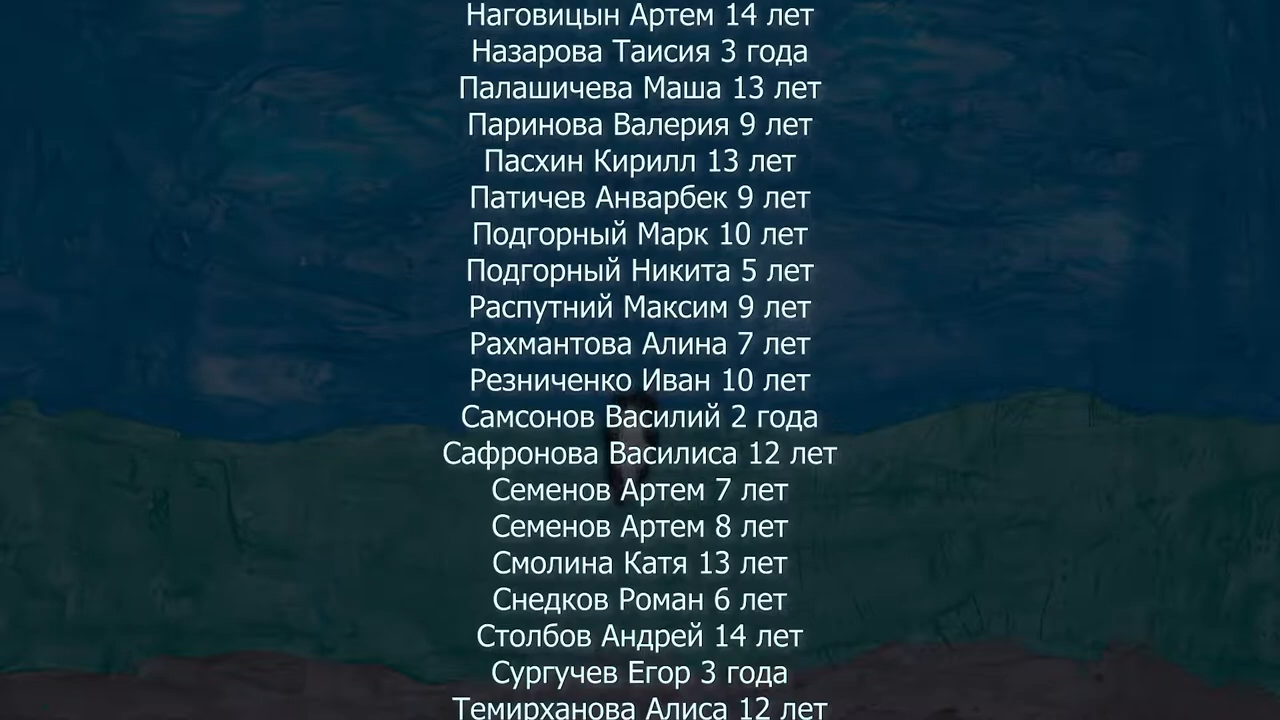 Наговицын Артем 14 лет
Назарова Таисия 3 года
Палашичева Маша 13 лет
Паринова Валерия 9 лет
Пасхин Кирилл 13 лет
Патичев Анварбек 9 лет
Подгорный Марк 10 лет
Подгорный Никита 5 лет
Распутний Максим 9 лет
Рахмантова Алина 7 лет
Резниченко Иван 10 лет
Самсонов Василий 2 года
Сафронова Василиса 12 лет
Семенов Артем 7 лет
Семенов Артем 8 лет
Смолина Катя 13 лет
Снедков Роман 6 лет
Столбов Андрей 14 лет
Сургучев Егор 3 года
Темирханова Алиса 12 лет